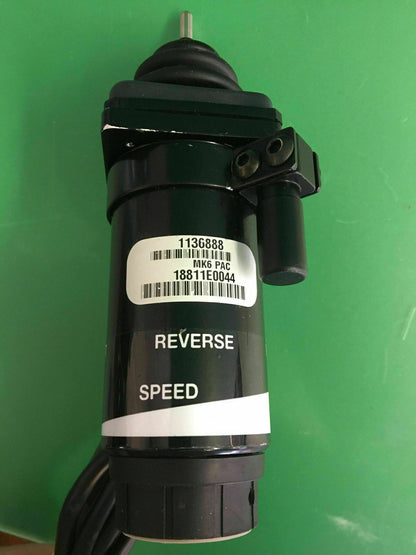 1136888
MK6 PAC
18811E0044
REVERSE
SPEED